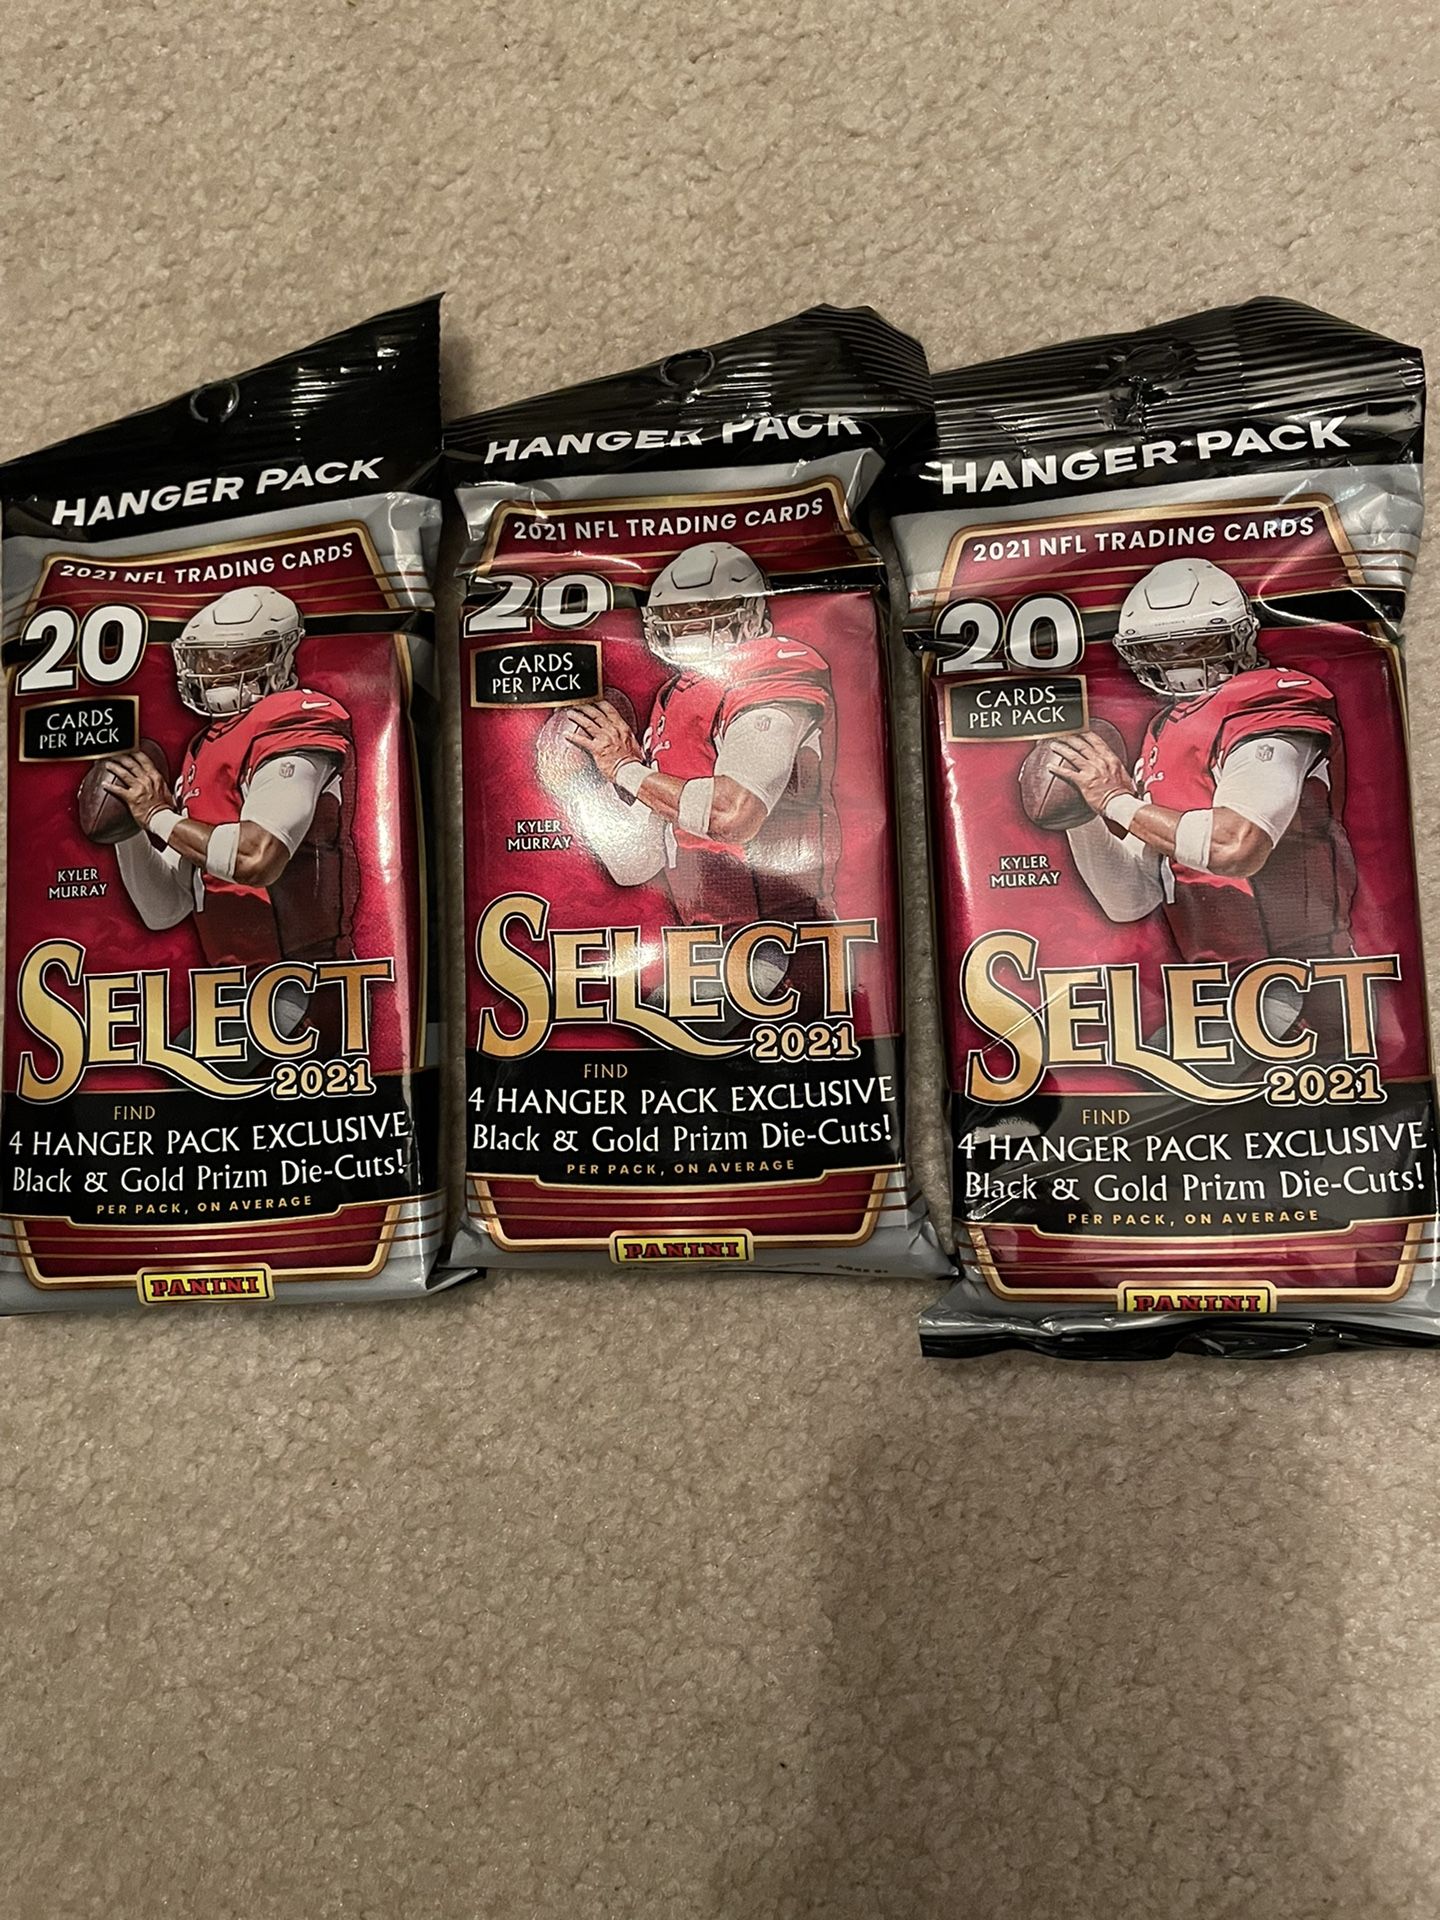 HANGER PACK
2021 NFL TRADING CARDS
20
CARDS
PER PACK
KYLER
MURRAY
SELECT
2021
FIND
4 HANGER PACK EXCLUSIVE
Black & Gold Prizm Die-Cuts!
PER PACK, ON AVERAGE
PANINI
HANGER PACK
2021 NFL TRADING CARDS
20
CARDS
PER PACK
KYLER
MURRAY
SELECT
2021
FIND
4 HANGER PACK EXCLUSIVE
Black & Gold Prizm Die-Cuts!
PER PACK, ON AVERAGE
PANINI
HANGER PACK
2021 NFL TRADING CARDS
20
CARDS
PER PACK
KYLER
MURRAY
SELECT
2021
FIND
4 HANGER PACK EXCLUSIVE
Black & Gold Prizm Die-Cuts!
PER PACK, ON AVERAGE
PANINI